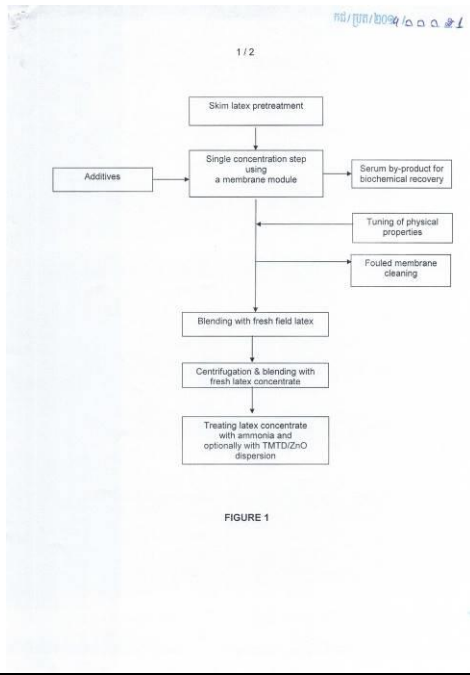 1 / 2
Skim latex pretreatment
Single concentration step
using
a membrane module
Additives
Serum by-product for
biochemical recovery
Tuning of physical
properties
Fouled membrane
cleaning
Blending with fresh field latex
Centrifugation & blending with
fresh latex concentrate
Treating latex concentrate
with ammonia and
optionally with TMTD/ZnO
dispersion
FIGURE 1